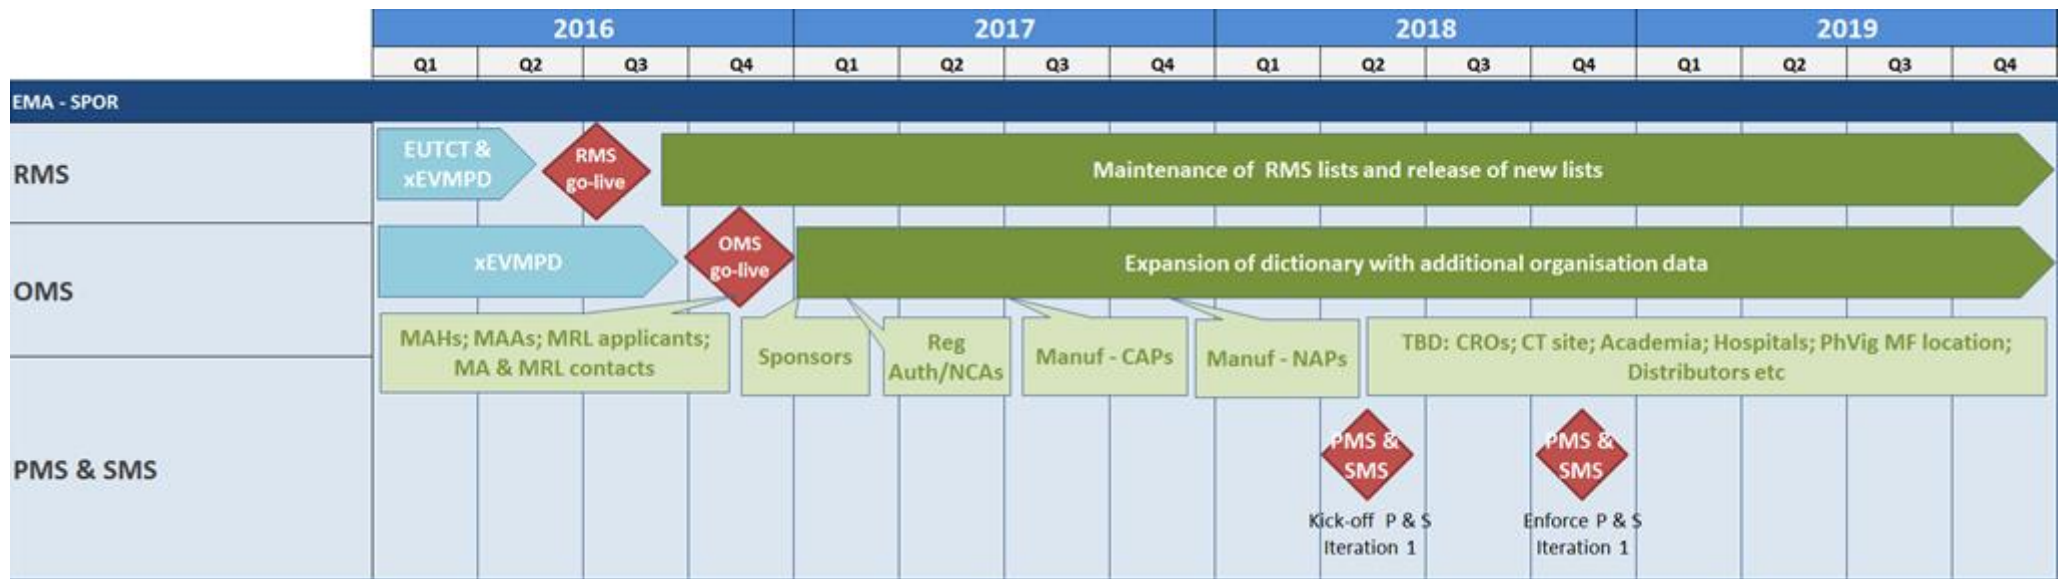 2016 2017 2018 2019
Q1 Q2 Q3 Q4 Q1 Q2 Q3 Q4 Q1 Q2 Q3 Q4 Q1 Q2 Q3 Q4
EMA - SPOR
RMS
EUTCT &
xEVMPD
RMS
go-live
Maintenance of RMS lists and release of new lists
OMS
xEVMPD
OMS
go-live
Expansion of dictionary with additional organisation data
MAHs; MAAs; MRL applicants;
MA & MRL contacts
Sponsors
Reg
Auth/NCAs
Manuf - CAPs
Manuf - NAPs
TBD: CROs; CT site; Academia; Hospitals; PhVig MF location;
Distributors etc
PMS & SMS
PMS &
SMS
Kick-off P & S
Iteration 1
PMS &
SMS
Enforce P & S
Iteration 1